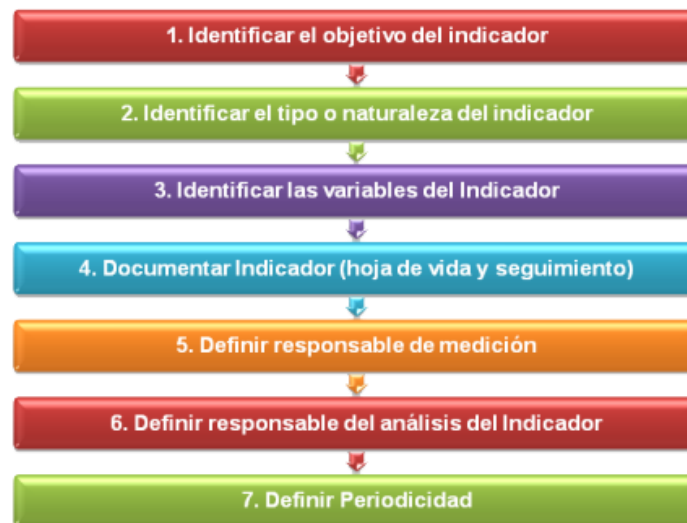 1. Identificar el objetivo del indicador
2. Identificar el tipo o naturaleza del indicador
3. Identificar las variables del Indicador
4. Documentar Indicador (hoja de vida y seguimiento)
5. Definir responsable de medición
6. Definir responsable del análisis del Indicador
7. Definir Periodicidad